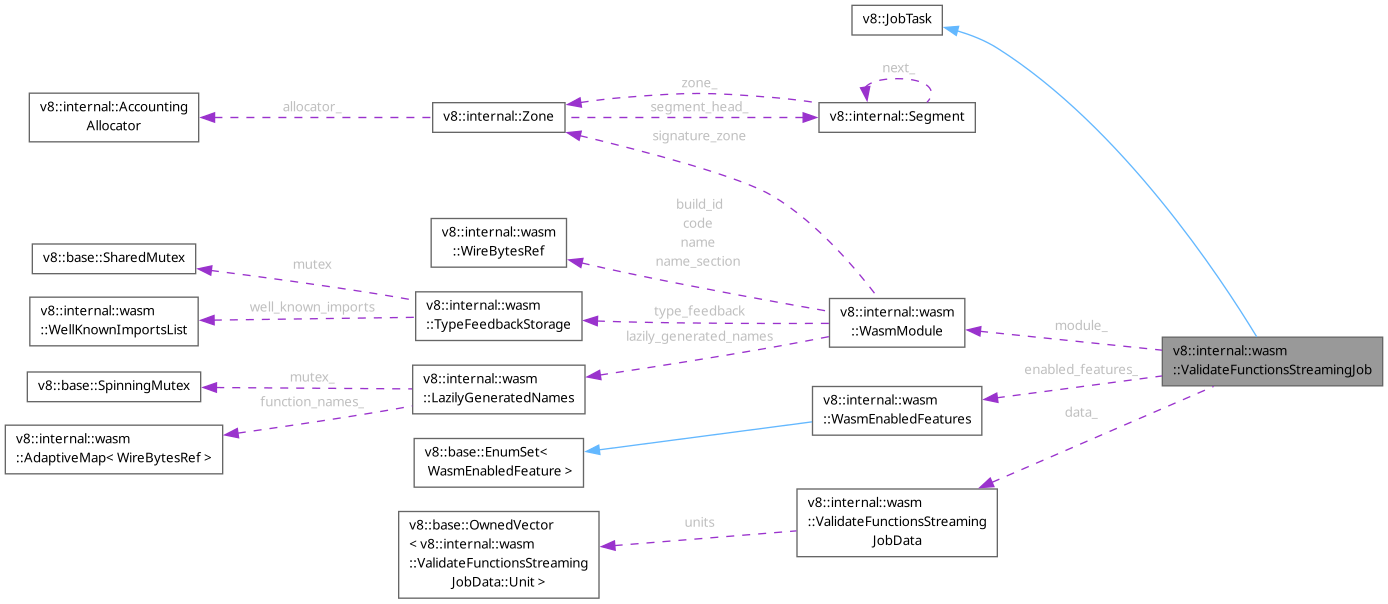 v8::JobTask
next_
zone_
v8::internal::Accounting
Allocator
allocator_
v8::internal::Zone
segment_head_
v8::internal::Segment
signature_zone
build_id
code
name
name_section
v8::internal::wasm
::WireBytesRef
v8::base::SharedMutex
mutex
v8::internal::wasm
::WellKnownImportsList
well_known_imports
v8::internal::wasm
::TypeFeedbackStorage
type_feedback
v8::internal::wasm
::WasmModule
module_
v8::internal::wasm
::ValidateFunctionsStreamingJob
lazily_generated_names
v8::base::SpinningMutex
mutex_
function_names_
v8::internal::wasm
::LazilyGeneratedNames
enabled_features_
v8::internal::wasm
::WasmEnabledFeatures
data_
v8::internal::wasm
::AdaptiveMap< WireBytesRef >
v8::base::EnumSet<
WasmEnabledFeature >
v8::internal::wasm
::ValidateFunctionsStreaming
JobData
units
v8::base::OwnedVector
< v8::internal::wasm
::ValidateFunctionsStreaming
JobData::Unit >